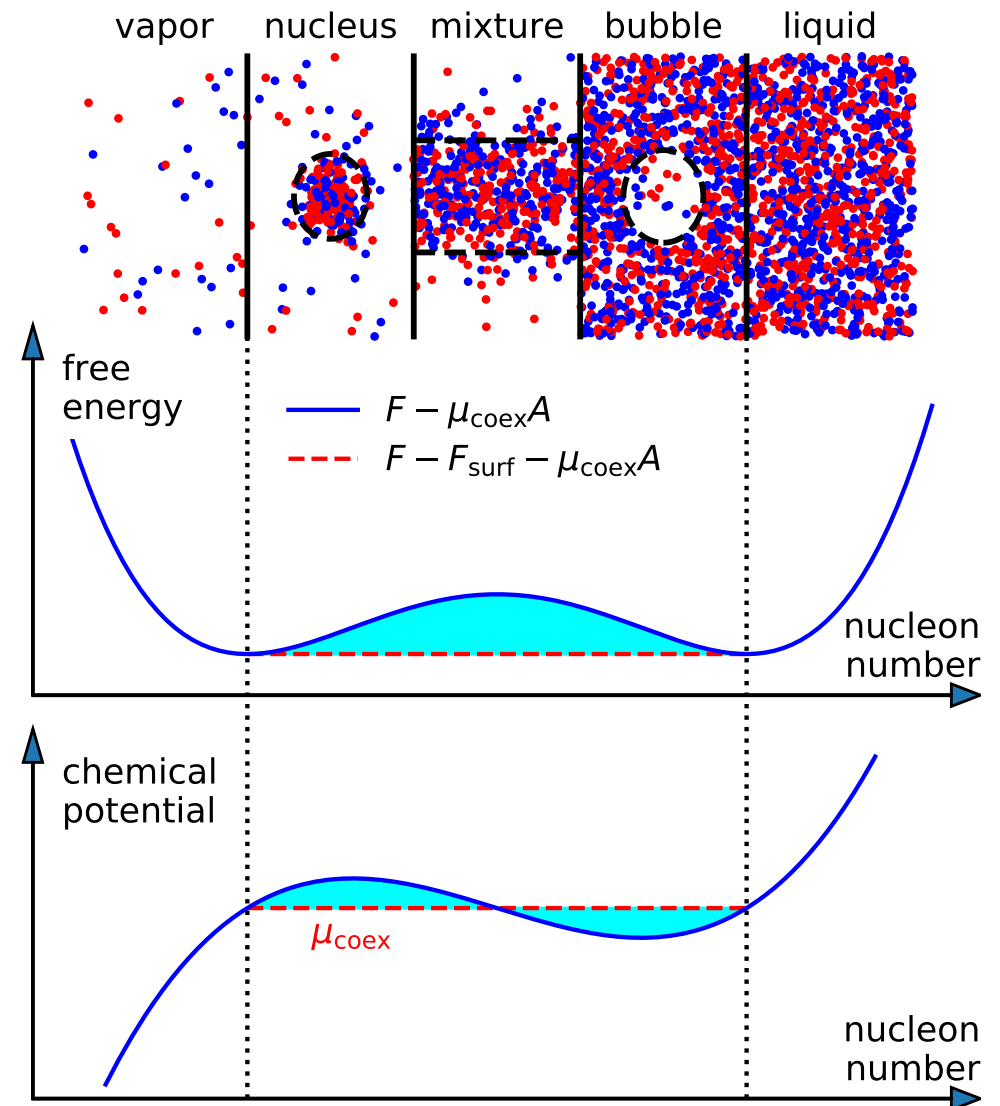 vapor nucleus mixture bubble liquid
free
energy
F − μcoexA
F − Fsurf − μcoexA
nucleon
number
chemical
potential
μcoex
nucleon
number